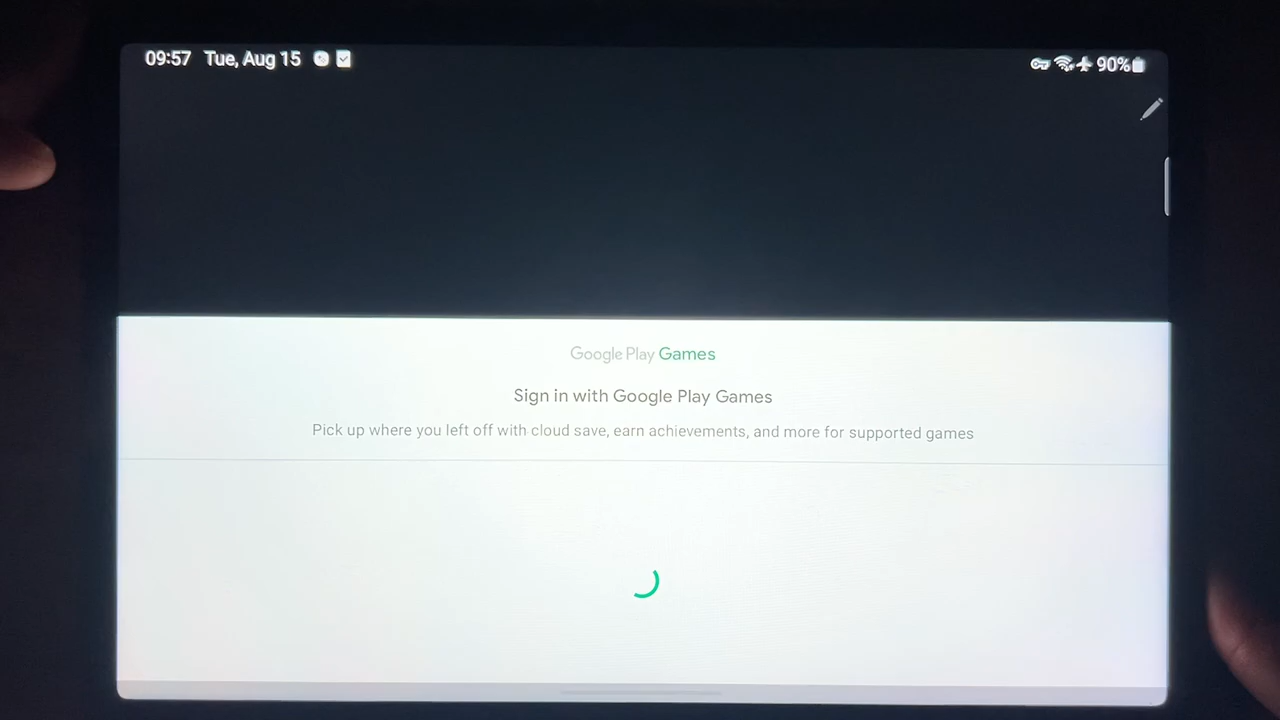 09:57 Tue, Aug 15
90%
Google Play Games
Sign in with Google Play Games
Pick up where you left off with cloud save, earn achievements, and more for supported games